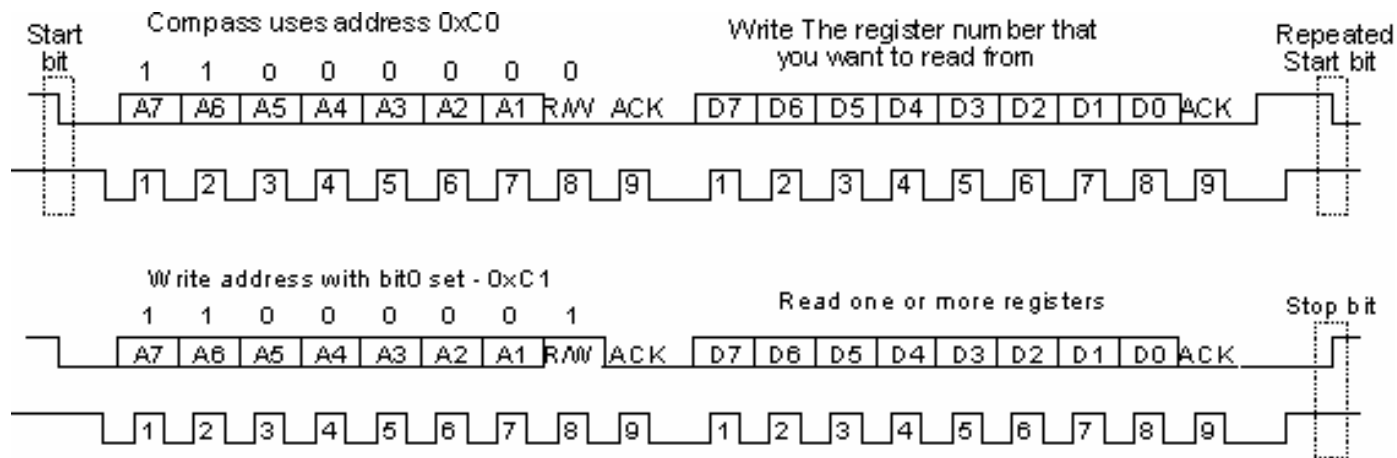 Compass uses address 0xC0
Write The register number that
you want to read from
Start
bit
Repeated
Start bit
1 1 0 0 0 0 0 0
A7 A6 A5 A4 A3 A2 A1 R/W ACK D7 D6 D5 D4 D3 D2 D1 D0 ACK
1 2 3 4 5 6 7 8 9 1 2 3 4 5 6 7 8 9
Write address with bit0 set - 0xC1
Read one or more registers
Stop bit
1 1 0 0 0 0 0 1
A7 A6 A5 A4 A3 A2 A1 R/W ACK D7 D6 D5 D4 D3 D2 D1 D0 ACK
1 2 3 4 5 6 7 8 9 1 2 3 4 5 6 7 8 9